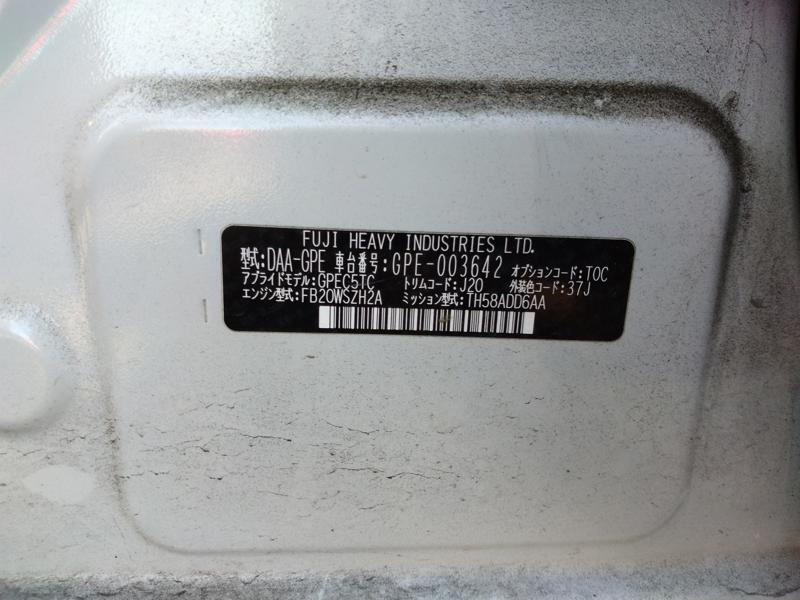 FUJI HEAVY INDUSTRIES LTD.
型式:DAA-GPE 車台番号:GPE-003642 オプションコード:TOC
アプライドモデル:GPEC5TC トリムコード:J20 外装色コード:37J
エンジン型式:FB20WSZH2A ミッション型式:TH58ADD6AA